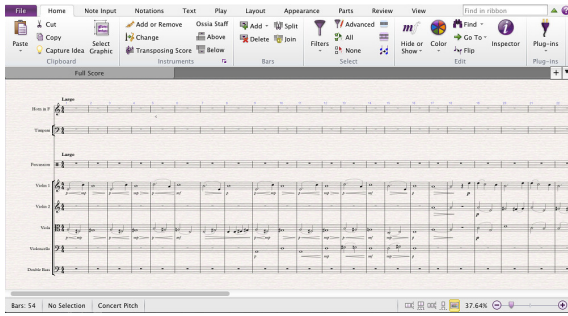 File Home Note Input Notations Text Play Layout Appearance Parts Review View Find in ribbon
Paste
Cut
Copy
Capture Idea
Select Graphic
Clipboard
Add or Remove
Change
Transposing Score
Ossia Staff
Above
Below
Instruments
Add
Split
Delete
Join
Bars
Filters
Advanced
All
None
Select
mf
Hide or Show
Color
Find
Go To
Flip
Inspector
Edit
Plug-ins
Plug-ins
Full Score
Largo
Horn in F
Timpani
Largo
Percussion
Violin 1
Violin 2
Viola
Violoncello
Double Bass
Bars: 54 No Selection Concert Pitch 37.64%